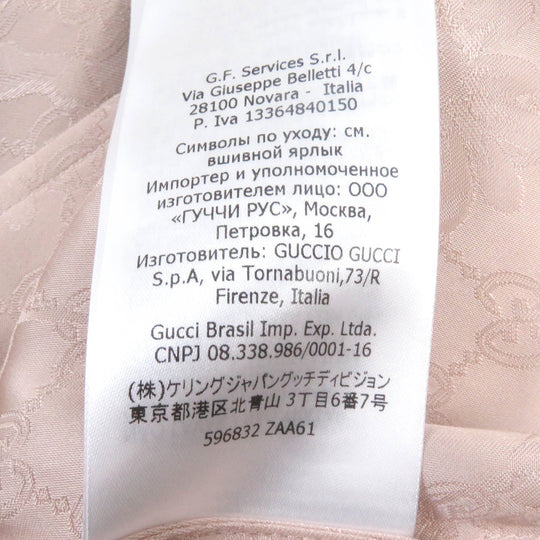 G.F. Services S.r.l.
Via Giuseppe Belletti 4/c
28100 Novara - Italia
P. Iva 13364840150
Символы по уходу: см.
вшивной ярлык
Импортер и уполномоченное
изготовителем лицо: ООО
«ГУЧЧИ РУС», Москва,
Петровка, 16
Изготовитель: GUCCIO GUCCI
S.p.A, via Tornabuoni,73/R
Firenze, Italia
Gucci Brasil Imp. Exp. Ltda.
CNPJ 08.338.986/0001-16
(株)ケリングジャパングッチディビジョン
東京都港区北青山 3丁目6番7号
596832 ZAA61